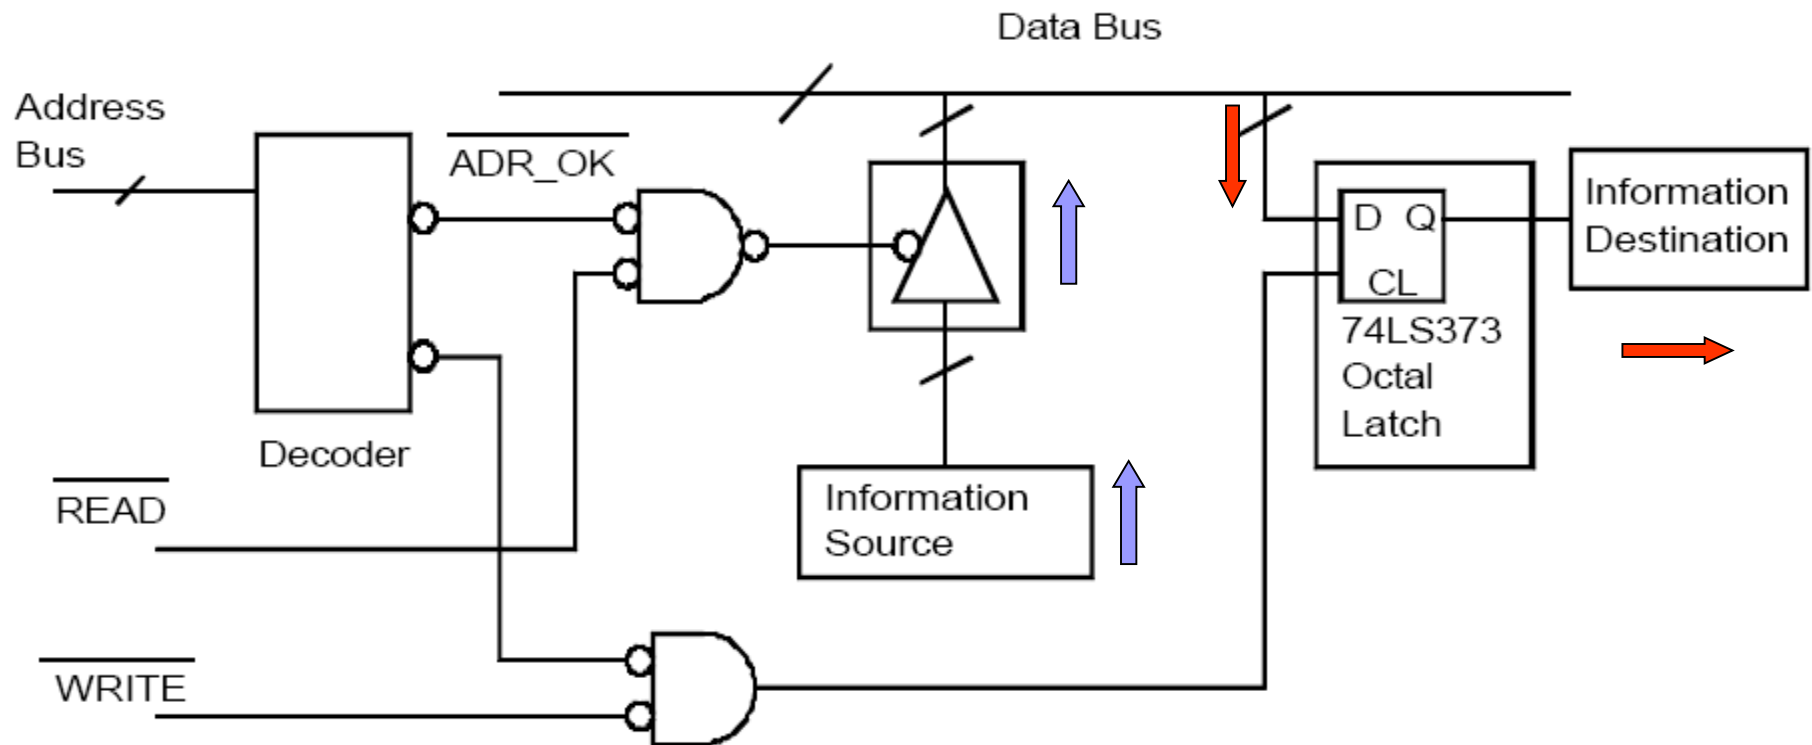 Data Bus
Address
Bus
ADR_OK
Information
Destination
D Q
CL
74LS373
Octal
Latch
Decoder
READ
Information
Source
WRITE